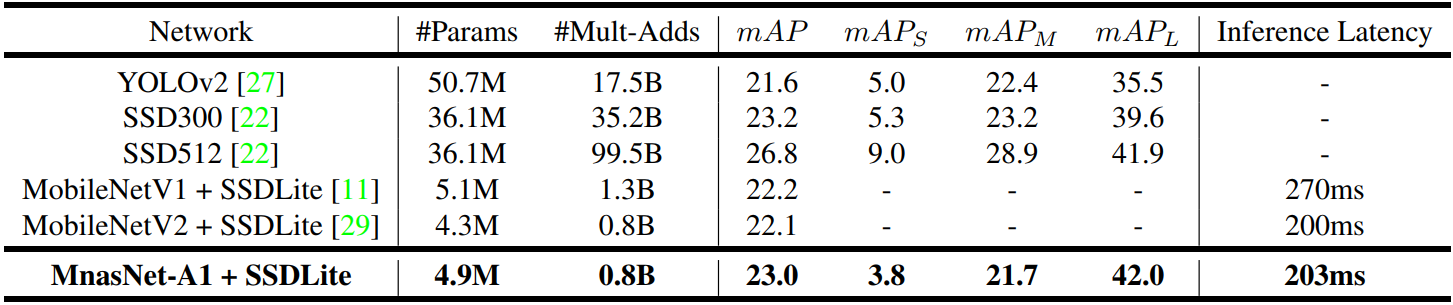 Network #Params #Mult-Adds mAP mAP_S mAP_M mAP_L Inference Latency
YOLOv2 [27] 50.7M 17.5B 21.6 5.0 22.4 35.5 -
SSD300 [22] 36.1M 35.2B 23.2 5.3 23.2 39.6 -
SSD512 [22] 36.1M 99.5B 26.8 9.0 28.9 41.9 -
MobileNetV1 + SSDLite [11] 5.1M 1.3B 22.2 - - - 270ms
MobileNetV2 + SSDLite [29] 4.3M 0.8B 22.1 - - - 200ms
MnasNet-A1 + SSDLite 4.9M 0.8B 23.0 3.8 21.7 42.0 203ms